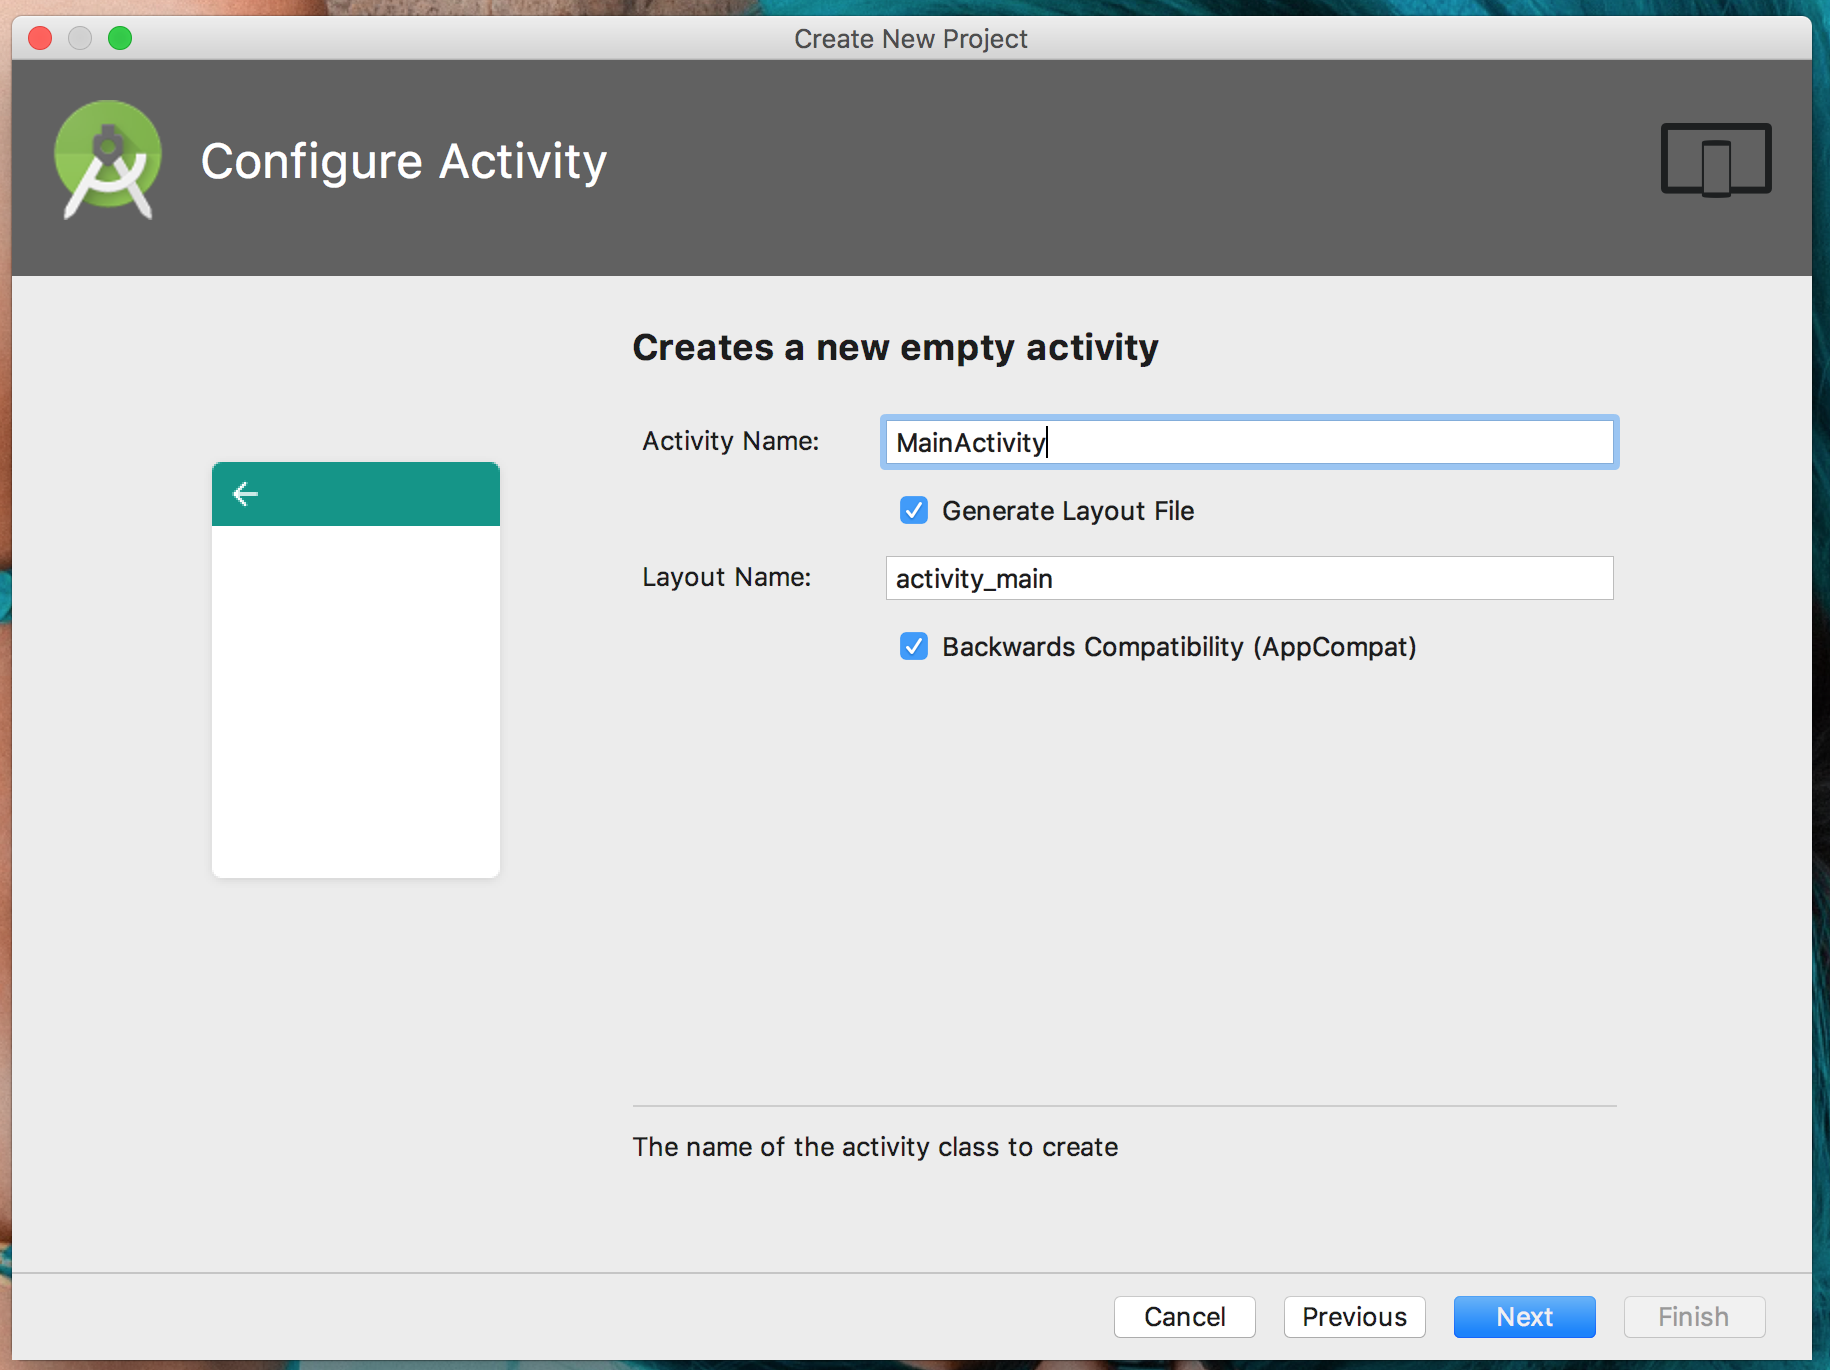 Create New Project
Configure Activity
Creates a new empty activity
Activity Name: MainActivity
Generate Layout File
Layout Name: activity_main
Backwards Compatibility (AppCompat)
The name of the activity class to create
Cancel Previous Next Finish